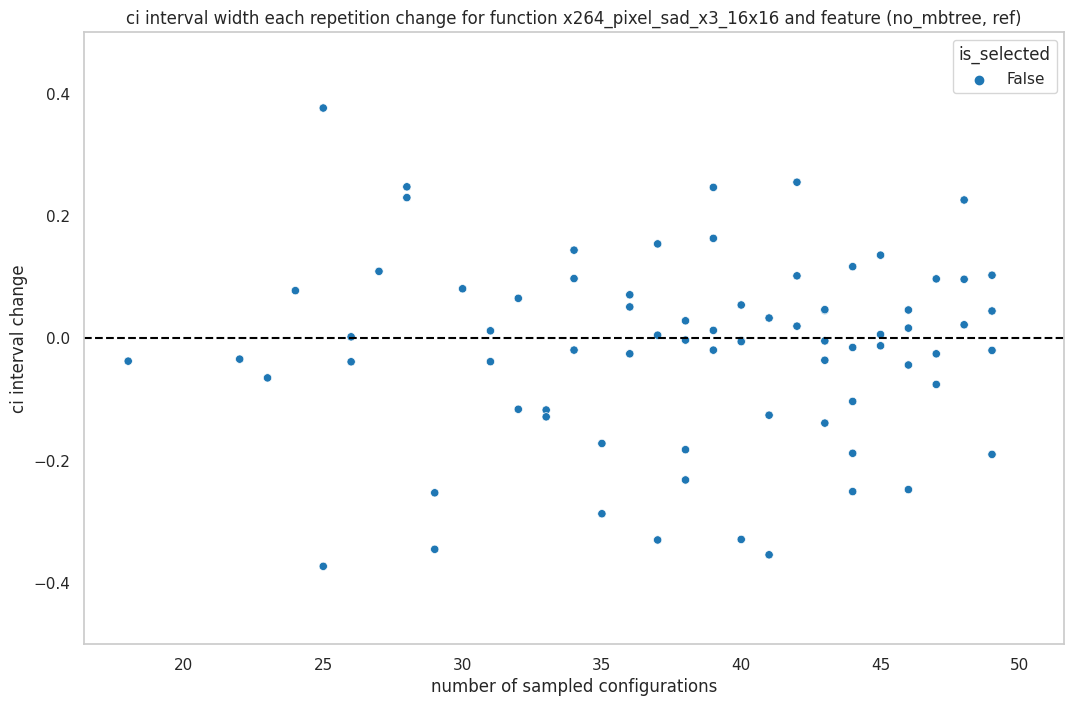 ci interval width each repetition change for function x264_pixel_sad_x3_16x16 and feature (no_mbtree, ref)
is_selected
False
ci interval change
0.4
0.2
0.0
−0.2
−0.4
20 25 30 35 40 45 50
number of sampled configurations